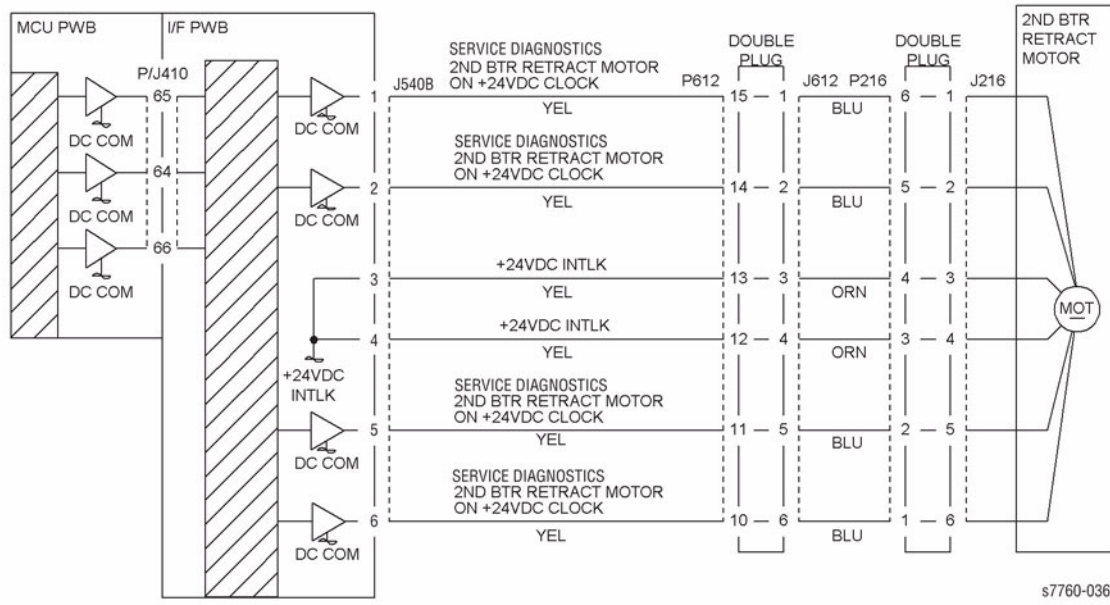 MCU PWB
I/F PWB
P/J410
65
64
66
DC COM
DC COM
DC COM
DC COM
DC COM
DC COM
DC COM
+24VDC
INTLK
1
2
3
4
5
6
J540B
SERVICE DIAGNOSTICS
2ND BTR RETRACT MOTOR
ON +24VDC CLOCK
YEL
SERVICE DIAGNOSTICS
2ND BTR RETRACT MOTOR
ON +24VDC CLOCK
YEL
+24VDC INTLK
YEL
+24VDC INTLK
YEL
SERVICE DIAGNOSTICS
2ND BTR RETRACT MOTOR
ON +24VDC CLOCK
YEL
SERVICE DIAGNOSTICS
2ND BTR RETRACT MOTOR
ON +24VDC CLOCK
YEL
P612
DOUBLE
PLUG
15 — 1
14 — 2
13 — 3
12 — 4
11 — 5
10 — 6
J612
P216
BLU
BLU
ORN
ORN
BLU
BLU
DOUBLE
PLUG
6 — 1
5 — 2
4 — 3
3 — 4
2 — 5
1 — 6
J216
2ND BTR
RETRACT
MOTOR
MOT
s7760-036